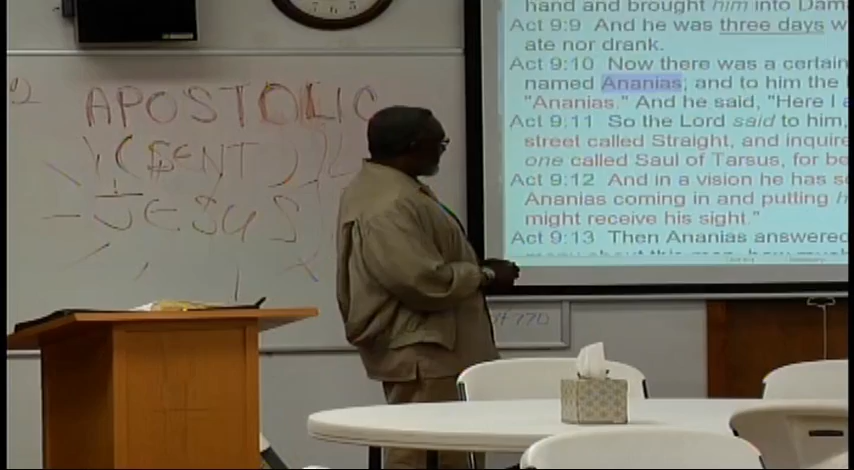 APOSTOLIC
(SENT)
JESUS
hand and brought him into Dama
Act 9:9 And he was three days w
ate nor drank.
Act 9:10 Now there was a certain
named Ananias; and to him the
"Ananias." And he said, "Here I a
Act 9:11 So the Lord said to him,
street called Straight, and inquire
one called Saul of Tarsus, for be
Act 9:12 And in a vision he has s
Ananias coming in and putting h
might receive his sight."
Act 9:13 Then Ananias answered